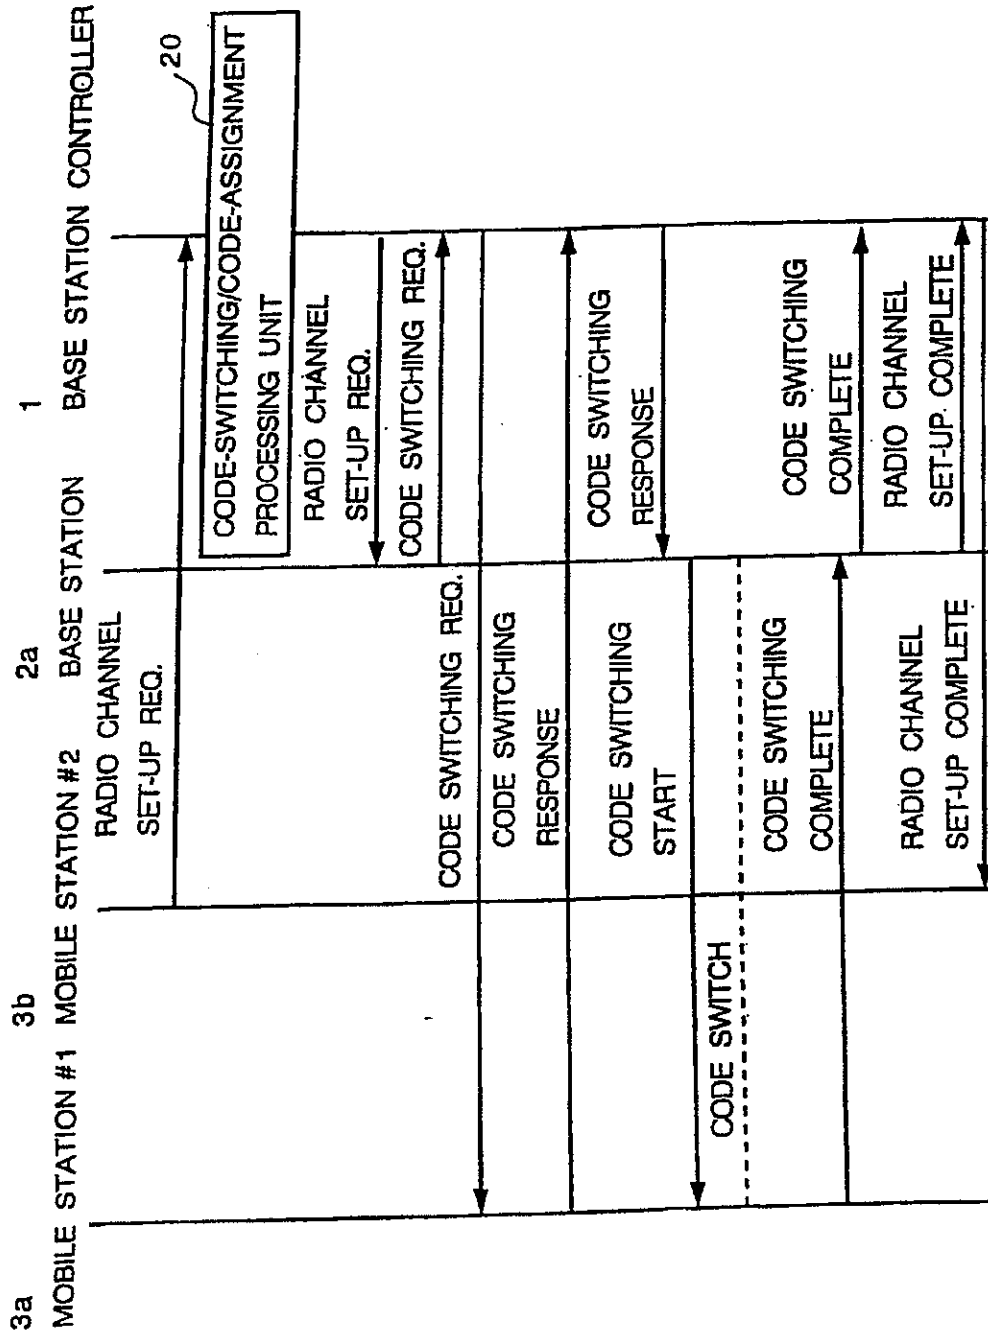 3a
MOBILE STATION #1
3b
MOBILE STATION #2
2a
BASE STATION
1
BASE STATION CONTROLLER
RADIO CHANNEL
SET-UP REQ.
20
CODE-SWITCHING/CODE-ASSIGNMENT
PROCESSING UNIT
RADIO CHANNEL
SET-UP REQ.
CODE SWITCHING REQ.
CODE SWITCHING REQ.
CODE SWITCHING
RESPONSE
CODE SWITCHING
RESPONSE
CODE SWITCHING
START
CODE SWITCH
CODE SWITCHING
COMPLETE
CODE SWITCHING
COMPLETE
RADIO CHANNEL
SET-UP COMPLETE
RADIO CHANNEL
SET-UP COMPLETE